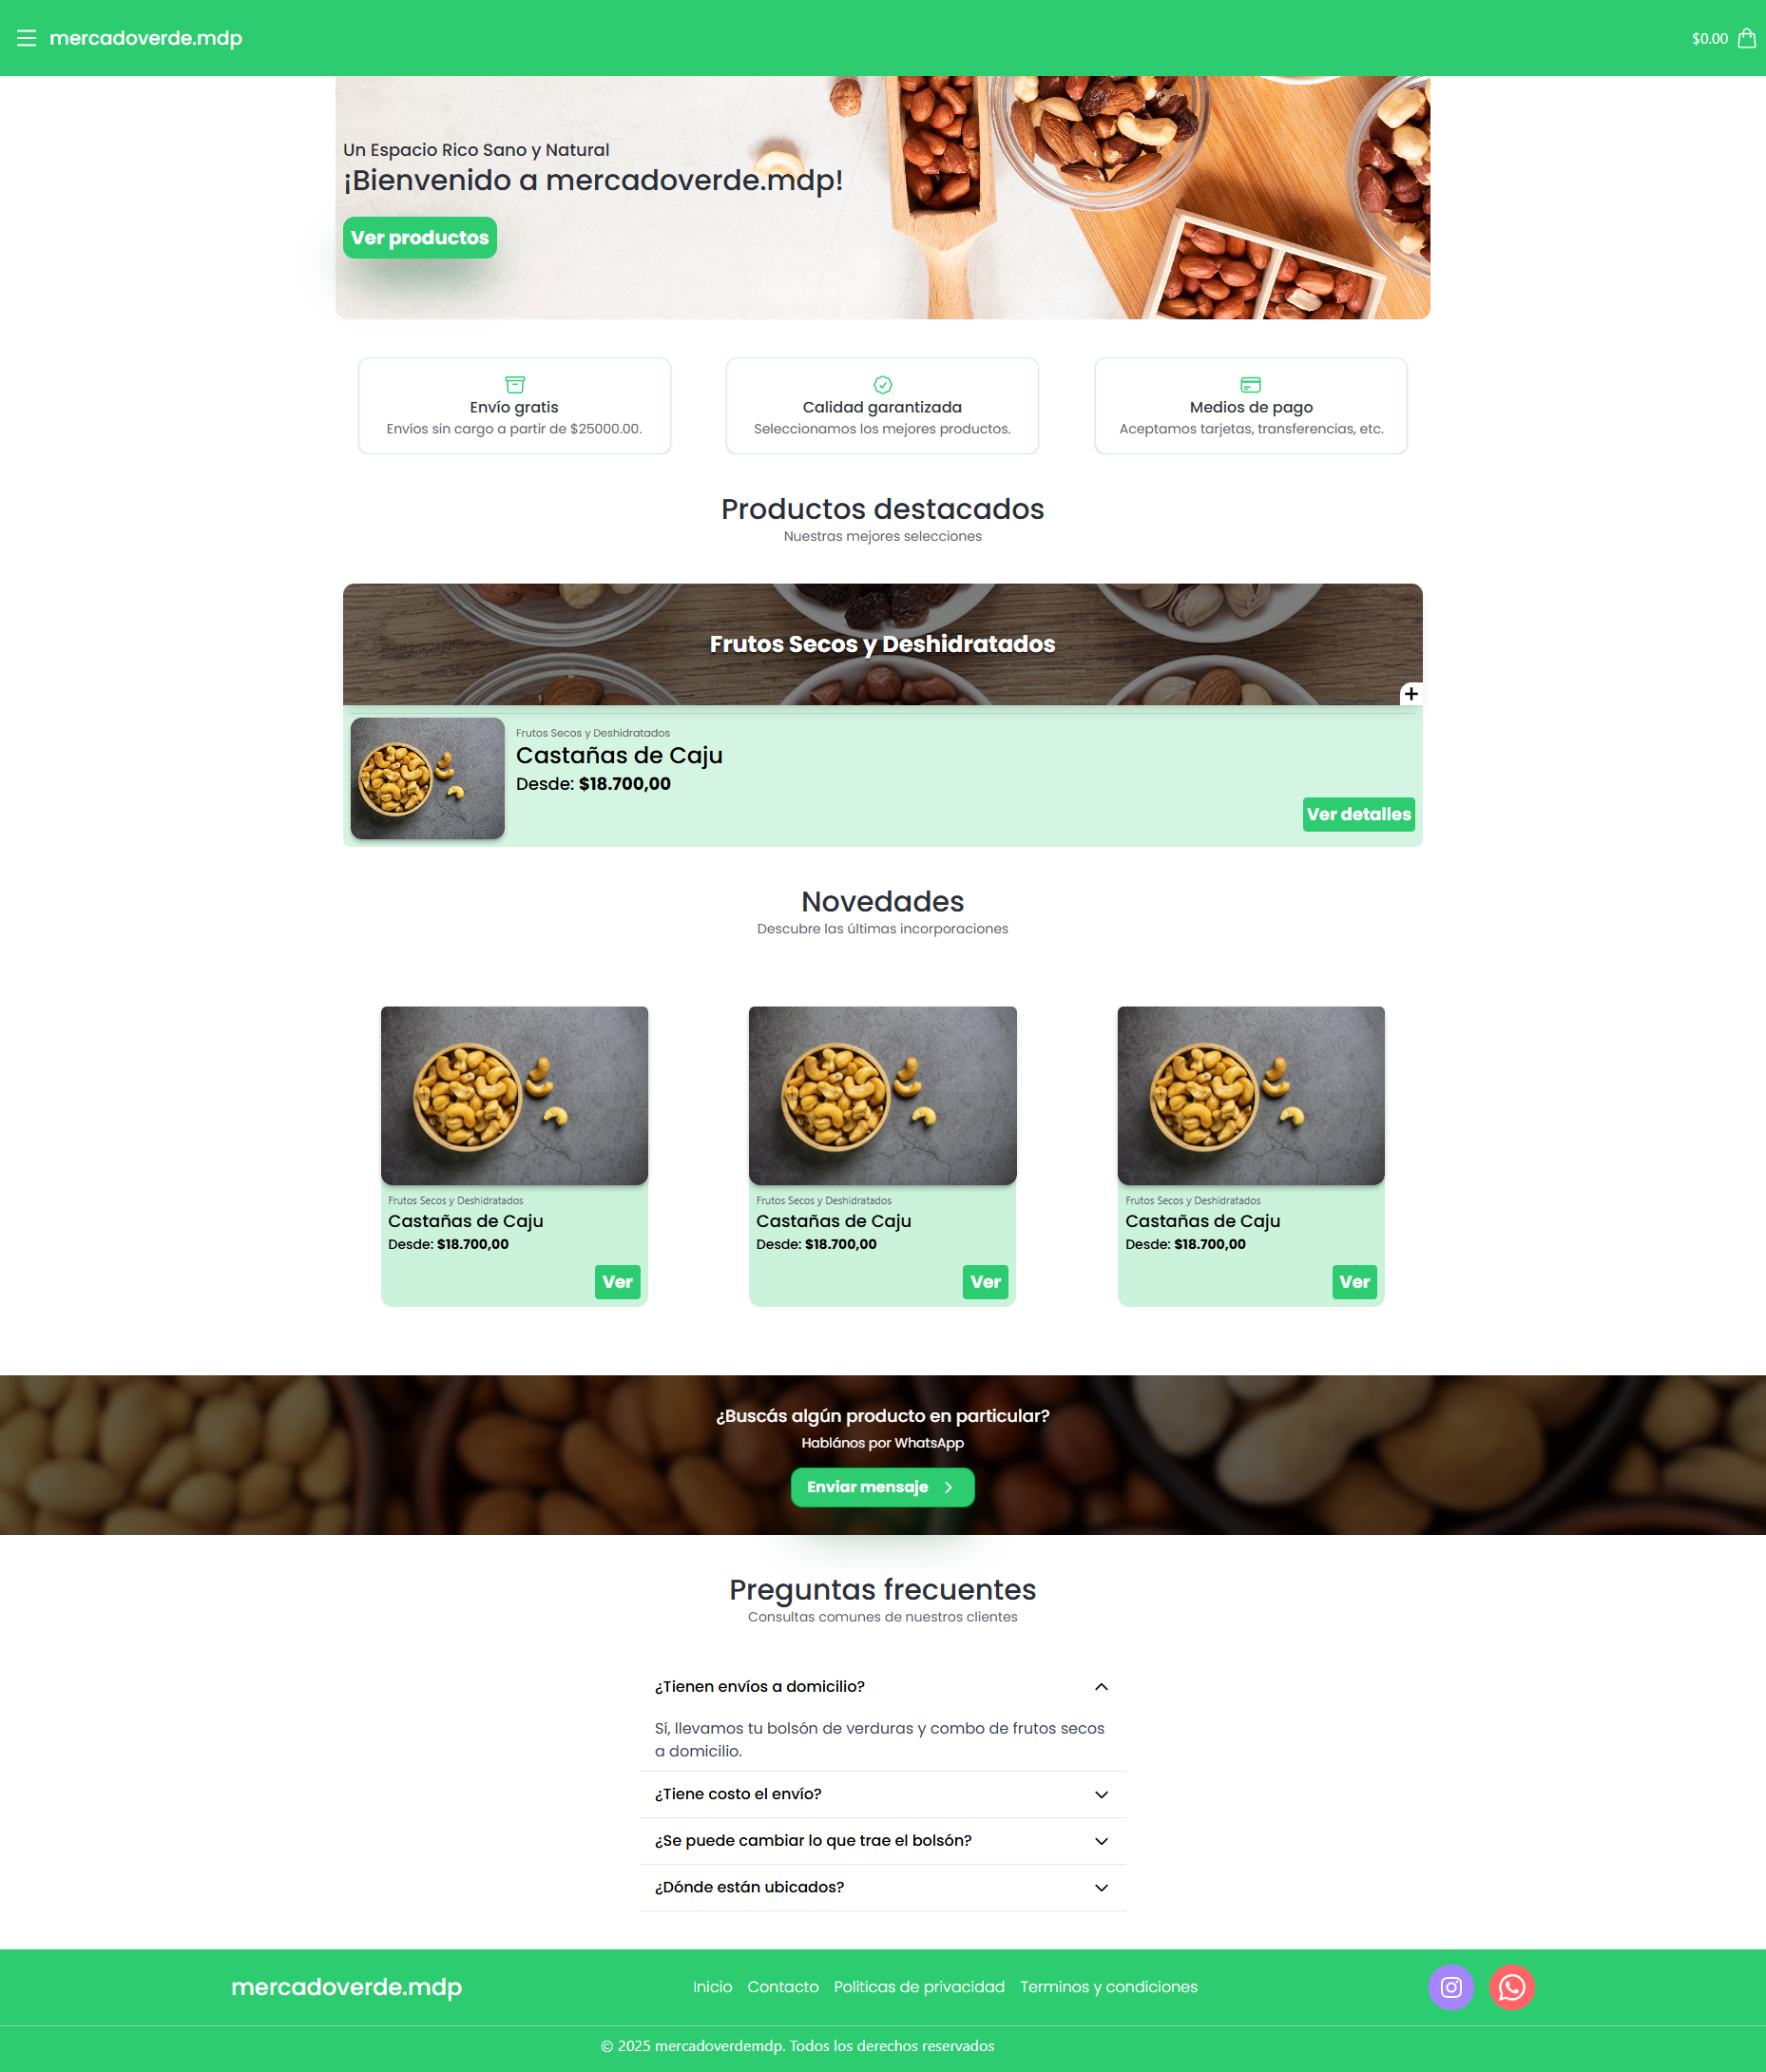 mercadoverde.mdp
$0.00
Un Espacio Rico Sano y Natural
¡Bienvenido a mercadoverde.mdp!
Ver productos
Envío gratis
Envíos sin cargo a partir de $25000.00.
Calidad garantizada
Seleccionamos los mejores productos.
Medios de pago
Aceptamos tarjetas, transferencias, etc.
Productos destacados
Nuestras mejores selecciones
Frutos Secos y Deshidratados
Frutos Secos y Deshidratados
Castañas de Caju
Desde: $18.700,00
Ver detalles
Novedades
Descubre las últimas incorporaciones
Frutos Secos y Deshidratados
Castañas de Caju
Desde: $18.700,00
Ver
Frutos Secos y Deshidratados
Castañas de Caju
Desde: $18.700,00
Ver
Frutos Secos y Deshidratados
Castañas de Caju
Desde: $18.700,00
Ver
¿Buscás algún producto en particular?
Hablános por WhatsApp
Enviar mensaje
Preguntas frecuentes
Consultas comunes de nuestros clientes
¿Tienen envíos a domicilio?
Sí, llevamos tu bolsón de verduras y combo de frutos secos
a domicilio.
¿Tiene costo el envío?
¿Se puede cambiar lo que trae el bolsón?
¿Dónde están ubicados?
mercadoverde.mdp
Inicio
Contacto
Politicas de privacidad
Terminos y condiciones
© 2025 mercadoverdemdp. Todos los derechos reservados